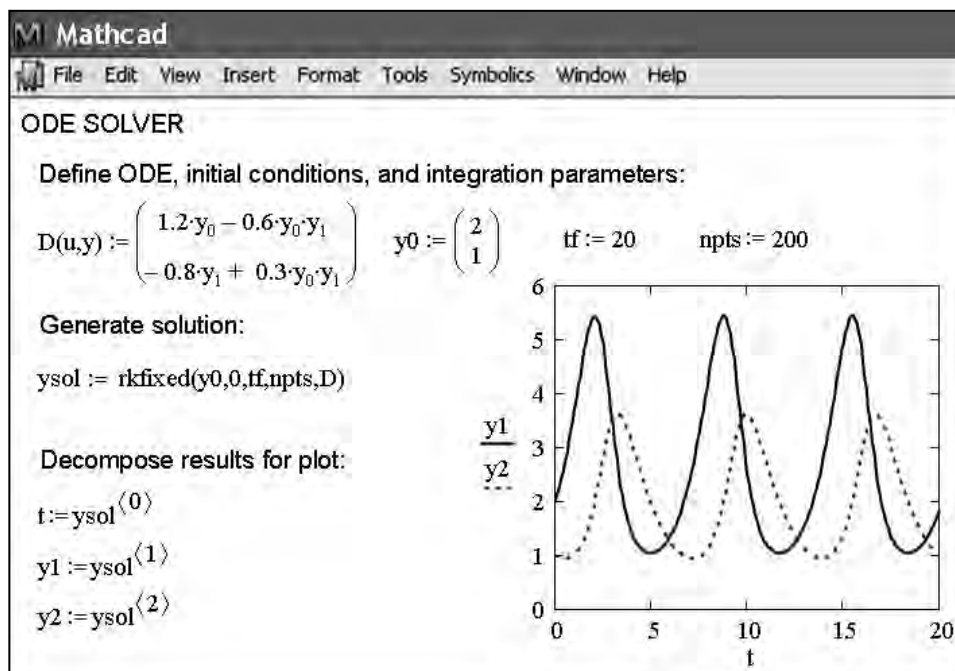 Mathcad
File Edit View Insert Format Tools Symbolics Window Help
ODE SOLVER
Define ODE, initial conditions, and integration parameters:
D(u,y) := ( 1.2·y₀ – 0.6·y₀·y₁
– 0.8·y₁ + 0.3·y₀·y₁ )
y0 := ( 2
1 )
tf := 20
npts := 200
Generate solution:
ysol := rkfixed(y0,0,tf,npts,D)
Decompose results for plot:
t:=ysol⟨0⟩
y1:=ysol⟨1⟩
y2:=ysol⟨2⟩
y1
y2
6
5
4
3
2
1
0
0 5 10 15 20
t